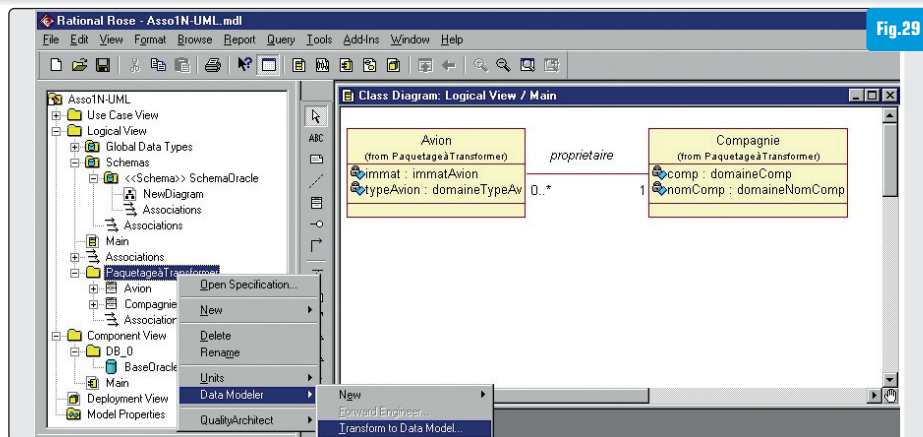 Rational Rose - Asso1N-UML.mdl
Fig.29
File Edit View Format Browse Report Query Tools Add-Ins Window Help
Asso1N-UML
Use Case View
Logical View
Global Data Types
Schemas
<<Schema>> SchemaOracle
NewDiagram
Associations
Associations
Main
Associations
PaquetageàTransformer
Avion
Compagnie
Association
Component View
DB_0
BaseOracle
Main
Deployment View
Model Properties
ABC
Open Specification...
New
Delete
Rename
Units
Data Modeler
QualityArchitect
New
Forward Engineer...
Transform to Data Model...
Class Diagram: Logical View / Main
Avion
(from PaquetageàTransformer)
immat : immatAvion
typeAvion : domaineTypeAv
proprietaire
0..*
1
Compagnie
(from PaquetageàTransformer)
comp : domaineComp
nomComp : domaineNomComp